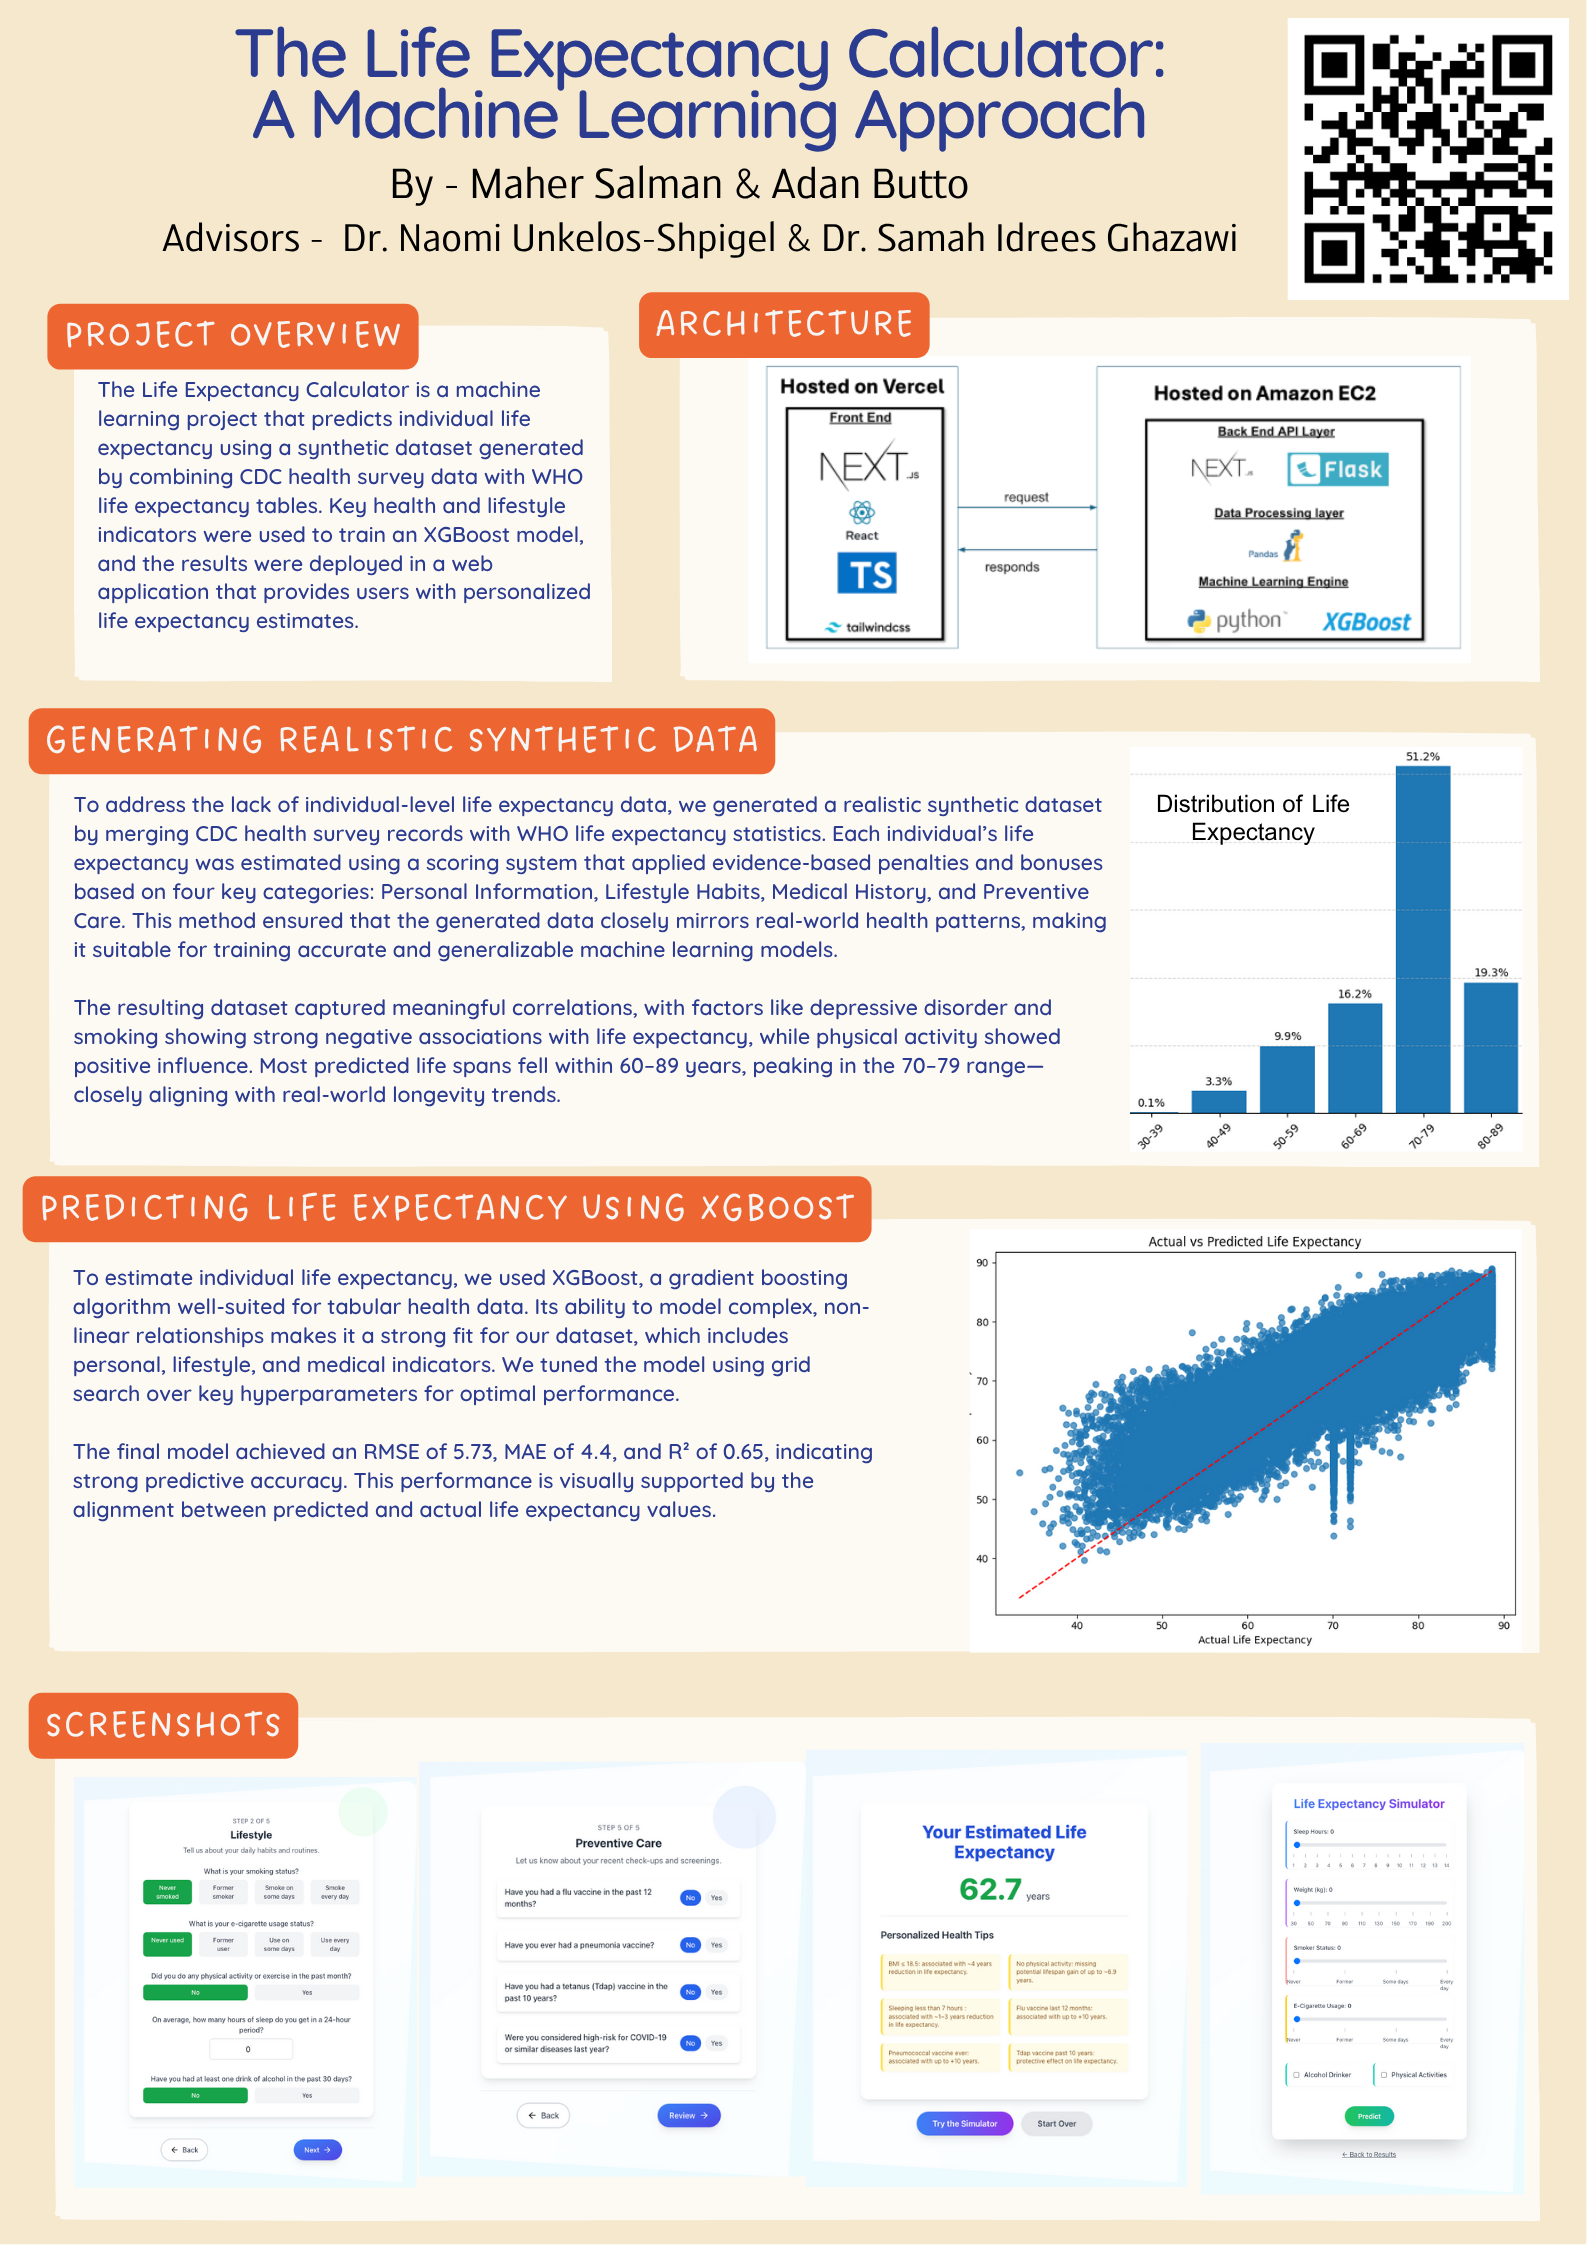 The Life Expectancy Calculator:
A Machine Learning Approach
By - Maher Salman & Adan Butto
Advisors - Dr. Naomi Unkelos-Shpigel & Dr. Samah Idrees Ghazawi
PROJECT OVERVIEW
The Life Expectancy Calculator is a machine
learning project that predicts individual life
expectancy using a synthetic dataset generated
by combining CDC health survey data with WHO
life expectancy tables. Key health and lifestyle
indicators were used to train an XGBoost model,
and the results were deployed in a web
application that provides users with personalized
life expectancy estimates.
ARCHITECTURE
Hosted on Vercel
Front End
NEXT.JS
React
TS
tailwindcss
request
responds
Hosted on Amazon EC2
Back End API Layer
NEXT.JS
Flask
Data Processing layer
Pandas
Machine Learning Engine
python
XGBoost
GENERATING REALISTIC SYNTHETIC DATA
To address the lack of individual-level life expectancy data, we generated a realistic synthetic dataset
by merging CDC health survey records with WHO life expectancy statistics. Each individual's life
expectancy was estimated using a scoring system that applied evidence-based penalties and bonuses
based on four key categories: Personal Information, Lifestyle Habits, Medical History, and Preventive
Care. This method ensured that the generated data closely mirrors real-world health patterns, making
it suitable for training accurate and generalizable machine learning models.
The resulting dataset captured meaningful correlations, with factors like depressive disorder and
smoking showing strong negative associations with life expectancy, while physical activity showed
positive influence. Most predicted life spans fell within 60–89 years, peaking in the 70–79 range—
closely aligning with real-world longevity trends.
Distribution of Life
Expectancy
0.1%
3.3%
9.9%
16.2%
51.2%
19.3%
30-39
40-49
50-59
60-69
70-79
80-89
PREDICTING LIFE EXPECTANCY USING XGBOOST
To estimate individual life expectancy, we used XGBoost, a gradient boosting
algorithm well-suited for tabular health data. Its ability to model complex, non-
linear relationships makes it a strong fit for our dataset, which includes
personal, lifestyle, and medical indicators. We tuned the model using grid
search over key hyperparameters for optimal performance.
The final model achieved an RMSE of 5.73, MAE of 4.4, and R² of 0.65, indicating
strong predictive accuracy. This performance is visually supported by the
alignment between predicted and actual life expectancy values.
Actual vs Predicted Life Expectancy
90
80
70
60
50
40
40 50 60 70 80 90
Actual Life Expectancy
SCREENSHOTS
STEP 2 OF 5
Lifestyle
Tell us about your daily habits and routines.
What is your smoking status?
Never smoked
Former smoker
Smoke on some days
Smoke every day
What is your e-cigarette usage status?
Never used
Former user
Use on some days
Use every day
Did you do any physical activity or exercise in the past month?
No Yes
On average, how many hours of sleep do you get in a 24-hour
period?
0
Have you had at least one drink of alcohol in the past 30 days?
No Yes
← Back Next →
STEP 5 OF 5
Preventive Care
Let us know about your recent check-ups and screenings.
Have you had a flu vaccine in the past 12
months?
No Yes
Have you ever had a pneumonia vaccine?
No Yes
Have you had a tetanus (Tdap) vaccine in the
past 10 years?
No Yes
Were you considered high-risk for COVID-19
or similar diseases last year?
No Yes
← Back Review →
Your Estimated Life
Expectancy
62.7 years
Personalized Health Tips
BMI ≤ 18.5: associated with ~4 years
reduction in life expectancy.
No physical activity: missing
potential lifespan gain of up to ~6.9
years.
Sleeping less than 7 hours :
associated with ~1–3 years reduction
in life expectancy.
Flu vaccine last 12 months:
associated with up to +10 years.
Pneumococcal vaccine ever:
associated with up to +10 years.
Tdap vaccine past 10 years:
protective effect on life expectancy.
Try the Simulator Start Over
Life Expectancy Simulator
Sleep Hours: 0
1 2 3 4 5 6 7 8 9 10 11 12 13 14
Weight (kg): 0
30 50 70 90 110 130 150 170 190 200
Smoker Status: 0
Never Former Some days Every day
E-Cigarette Usage: 0
Never Former Some days Every day
Alcohol Drinker
Physical Activities
Predict
← Back to Results